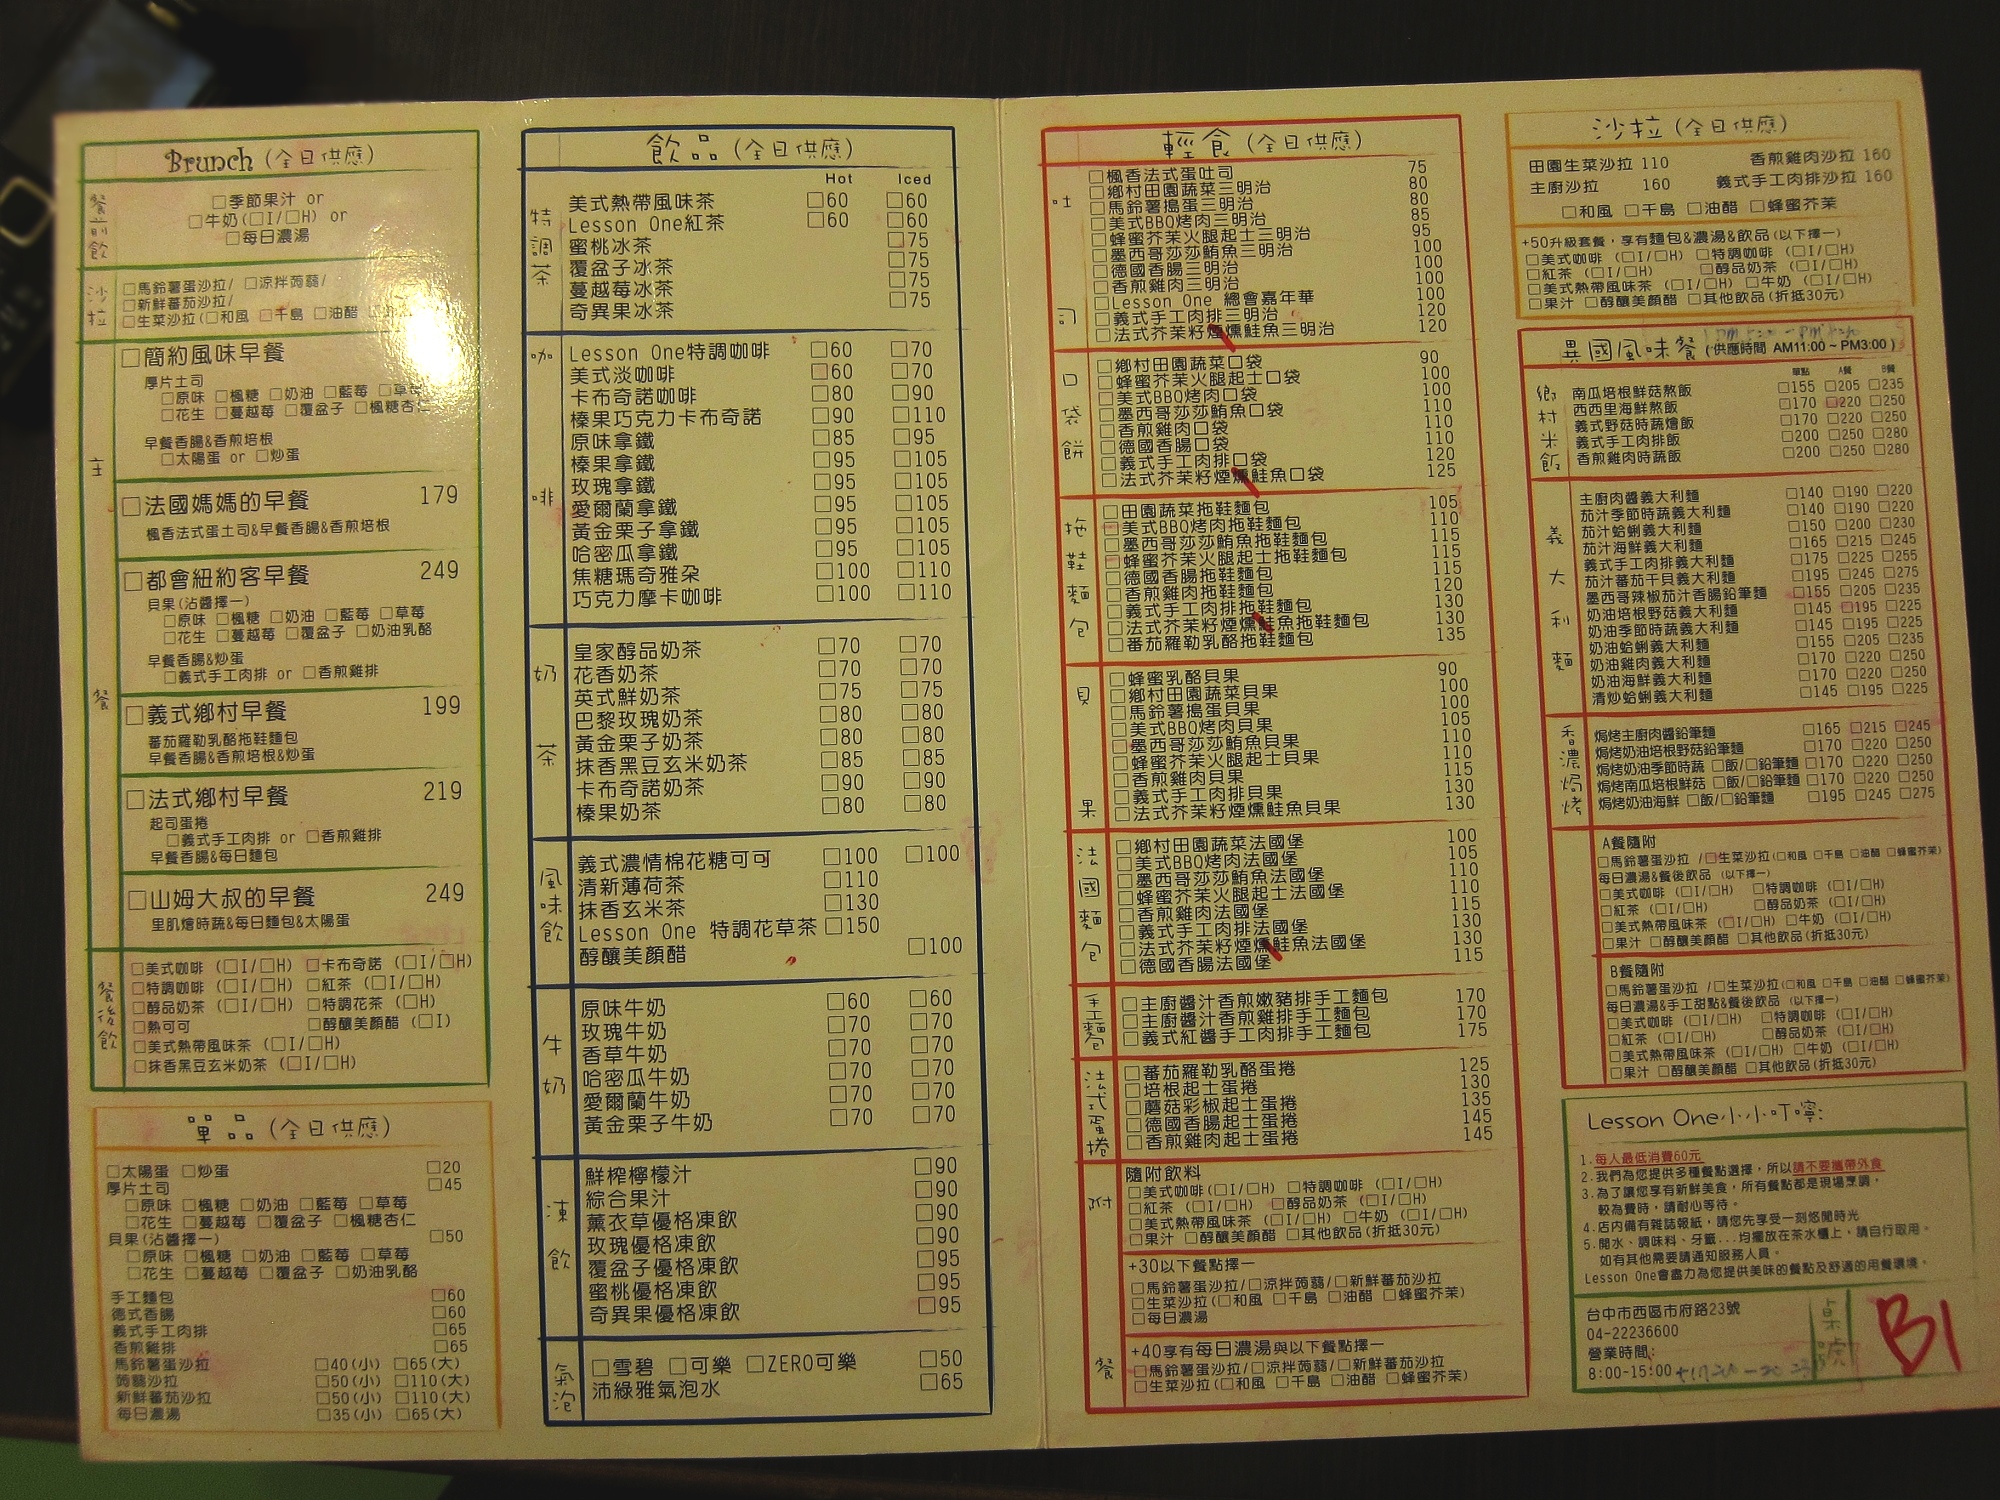 Brunch (全日供應)
餐前飲
□季節果汁 or
□牛奶(□I/□H) or
□每日濃湯
沙拉
□馬鈴薯蛋沙拉/ □涼拌蒟蒻/
□新鮮蕃茄沙拉/
□生菜沙拉(□和風 □千島 □油醋
主餐
□簡約風味早餐
厚片土司
□原味 □楓糖 □奶油 □藍莓 □草莓
□花生 □蔓越莓 □覆盆子 □楓糖杏仁
早餐香腸&香煎培根
□太陽蛋 or □炒蛋
□法國媽媽的早餐 179
楓香法式蛋土司&早餐香腸&香煎培根
□都會紐約客早餐 249
貝果(沾醬擇一)
□原味 □楓糖 □奶油 □藍莓 □草莓
□花生 □蔓越莓 □覆盆子 □奶油乳酪
早餐香腸&炒蛋
□義式手工肉排 or □香煎雞排
□義式鄉村早餐 199
蕃茄羅勒乳酪拖鞋麵包
早餐香腸&香煎培根&炒蛋
□法式鄉村早餐 219
起司蛋捲
□義式手工肉排 or □香煎雞排
早餐香腸&每日麵包
□山姆大叔的早餐 249
里肌燴時蔬&每日麵包&太陽蛋
餐後飲
□美式咖啡 (□I/□H) □卡布奇諾 (□I/□H)
□特調咖啡 (□I/□H) □紅茶 (□I/□H)
□醇品奶茶 (□I/□H) □特調花茶 (□H)
□熱可可 □醇釀美顏醋 (□I)
□美式熱帶風味茶 (□I/□H)
□抹香黑豆玄米奶茶 (□I/□H)
單品 (全日供應)
□太陽蛋 □炒蛋 □20
厚片土司 □45
□原味 □楓糖 □奶油 □藍莓 □草莓
□花生 □蔓越莓 □覆盆子 □楓糖杏仁
貝果(沾醬擇一) □50
□原味 □楓糖 □奶油 □藍莓 □草莓
□花生 □蔓越莓 □覆盆子 □奶油乳酪
手工麵包 □60
德式香腸 □60
義式手工肉排 □65
香煎雞排 □65
馬鈴薯蛋沙拉 □40(小) □65(大)
蒟蒻沙拉 □50(小) □110(大)
新鮮蕃茄沙拉 □50(小) □110(大)
每日濃湯 □35(小) □65(大)
飲品 (全日供應)
Hot Iced
特調茶
美式熱帶風味茶 □60 □60
Lesson One紅茶 □60 □60
蜜桃冰茶 □75
覆盆子冰茶 □75
蔓越莓冰茶 □75
奇異果冰茶 □75
咖啡
Lesson One特調咖啡 □60 □70
美式淡咖啡 □60 □70
卡布奇諾咖啡 □80 □90
榛果巧克力卡布奇諾 □90 □110
原味拿鐵 □85 □95
榛果拿鐵 □95 □105
玫瑰拿鐵 □95 □105
愛爾蘭拿鐵 □95 □105
黃金栗子拿鐵 □95 □105
哈密瓜拿鐵 □95 □105
焦糖瑪奇雅朵 □100 □110
巧克力摩卡咖啡 □100 □110
奶茶
皇家醇品奶茶 □70 □70
花香奶茶 □70 □70
英式鮮奶茶 □75 □75
巴黎玫瑰奶茶 □80 □80
黃金栗子奶茶 □80 □80
抹香黑豆玄米奶茶 □85 □85
卡布奇諾奶茶 □90 □90
榛果奶茶 □80 □80
風味飲
義式濃情棉花糖可可 □100 □100
清新薄荷茶 □110
抹香玄米茶 □130
Lesson One 特調花草茶 □150
醇釀美顏醋 □100
牛奶
原味牛奶 □60 □60
玫瑰牛奶 □70 □70
香草牛奶 □70 □70
哈密瓜牛奶 □70 □70
愛爾蘭牛奶 □70 □70
黃金栗子牛奶 □70 □70
凍飲
鮮榨檸檬汁 □90
綜合果汁 □90
薰衣草優格凍飲 □90
玫瑰優格凍飲 □90
覆盆子優格凍飲 □95
蜜桃優格凍飲 □95
奇異果優格凍飲 □95
氣泡
□雪碧 □可樂 □ZERO可樂 □50
沛綠雅氣泡水 □65
輕食 (全日供應)
吐司
□楓香法式蛋吐司 75
□鄉村田園蔬菜三明治 80
□馬鈴薯搗蛋三明治 80
□美式BBQ烤肉三明治 85
□蜂蜜芥茉火腿起士三明治 95
□墨西哥莎莎鮪魚三明治 100
□德國香腸三明治 100
□香煎雞肉三明治 100
□Lesson One 總會嘉年華 100
□義式手工肉排三明治 120
□法式芥茉籽煙燻鮭魚三明治 120
口袋餅
□鄉村田園蔬菜口袋 90
□蜂蜜芥茉火腿起士口袋 100
□美式BBQ烤肉口袋 100
□墨西哥莎莎鮪魚口袋 110
□香煎雞肉口袋 110
□德國香腸口袋 110
□義式手工肉排口袋 120
□法式芥茉籽煙燻鮭魚口袋 125
拖鞋麵包
□田園蔬菜拖鞋麵包 105
□美式BBQ烤肉拖鞋麵包 110
□墨西哥莎莎鮪魚拖鞋麵包 115
□蜂蜜芥茉火腿起士拖鞋麵包 115
□德國香腸拖鞋麵包 115
□香煎雞肉拖鞋麵包 120
□義式手工肉排拖鞋麵包 130
□法式芥茉籽煙燻鮭魚拖鞋麵包 130
□番茄羅勒乳酪拖鞋麵包 135
貝果
□蜂蜜乳酪貝果 90
□鄉村田園蔬菜貝果 100
□馬鈴薯搗蛋貝果 100
□美式BBQ烤肉貝果 105
□墨西哥莎莎鮪魚貝果 110
□蜂蜜芥茉火腿起士貝果 110
□香煎雞肉貝果 115
□義式手工肉排貝果 130
□法式芥茉籽煙燻鮭魚貝果 130
法國麵包
□鄉村田園蔬菜法國堡 100
□美式BBQ烤肉法國堡 105
□墨西哥莎莎鮪魚法國堡 110
□蜂蜜芥茉火腿起士法國堡 110
□香煎雞肉法國堡 115
□義式手工肉排法國堡 130
□法式芥茉籽煙燻鮭魚法國堡 130
□德國香腸法國堡 115
手工麵包
□主廚醬汁香煎嫩豬排手工麵包 170
□主廚醬汁香煎雞排手工麵包 170
□義式紅醬手工肉排手工麵包 175
法式蛋捲
□蕃茄羅勒乳酪蛋捲 125
□培根起士蛋捲 130
□蘑菇彩椒起士蛋捲 135
□德國香腸起士蛋捲 145
□香煎雞肉起士蛋捲 145
附餐
隨附飲料
□美式咖啡(□I/□H) □特調咖啡(□I/□H)
□紅茶 (□I/□H) □醇品奶茶 (□I/□H)
□美式熱帶風味茶 (□I/□H) □牛奶 (□I/□H)
□果汁 □醇釀美顏醋 □其他飲品(折抵30元)
+30以下餐點擇一
□馬鈴薯蛋沙拉/□涼拌蒟蒻/□新鮮蕃茄沙拉
□生菜沙拉(□和風 □千島 □油醋 □蜂蜜芥茉)
□每日濃湯
+40享有每日濃湯與以下餐點擇一
□馬鈴薯蛋沙拉/□涼拌蒟蒻/□新鮮蕃茄沙拉
□生菜沙拉(□和風 □千島 □油醋 □蜂蜜芥茉)
沙拉 (全日供應)
田園生菜沙拉 110 香煎雞肉沙拉 160
主廚沙拉 160 義式手工肉排沙拉 160
□和風 □千島 □油醋 □蜂蜜芥茉
+50升級套餐，享有麵包&濃湯&飲品(以下擇一)
□美式咖啡 (□I/□H) □特調咖啡 (□I/□H)
□紅茶 (□I/□H) □醇品奶茶 (□I/□H)
□美式熱帶風味茶 (□I/□H) □牛奶 (□I/□H)
□果汁 □醇釀美顏醋 □其他飲品(折抵30元)
異國風味餐 (供應時間 AM11:00 ~ PM3:00)
單點 A餐 B餐
鄉村米飯
南瓜培根鮮菇熬飯 □155 □205 □235
西西里海鮮熬飯 □170 □220 □250
義式野菇時蔬燴飯 □170 □220 □250
義式手工肉排飯 □200 □250 □280
香煎雞肉時蔬飯 □200 □250 □280
義大利麵
主廚肉醬義大利麵 □140 □190 □220
茄汁季節時蔬義大利麵 □140 □190 □220
茄汁蛤蜊義大利麵 □150 □200 □230
茄汁海鮮義大利麵 □165 □215 □245
義式手工肉排義大利麵 □175 □225 □255
茄汁蕃茄干貝義大利麵 □195 □245 □275
墨西哥辣椒茄汁香腸鉛筆麵 □155 □205 □235
奶油培根野菇義大利麵 □145 □195 □225
奶油季節時蔬義大利麵 □145 □195 □225
奶油蛤蜊義大利麵 □155 □205 □235
奶油雞肉義大利麵 □170 □220 □250
奶油海鮮義大利麵 □170 □220 □250
清炒蛤蜊義大利麵 □145 □195 □225
香濃焗烤
焗烤主廚肉醬鉛筆麵 □165 □215 □245
焗烤奶油培根野菇鉛筆麵 □170 □220 □250
焗烤奶油季節時蔬 □飯/□鉛筆麵 □170 □220 □250
焗烤南瓜培根鮮菇 □飯/□鉛筆麵 □170 □220 □250
焗烤奶油海鮮 □飯/□鉛筆麵 □195 □245 □275
A餐隨附
□馬鈴薯蛋沙拉 /□生菜沙拉(□和風 □千島 □油醋 □蜂蜜芥茉)
每日濃湯&餐後飲品 (以下擇一)
□美式咖啡 (□I/□H) □特調咖啡 (□I/□H)
□紅茶 (□I/□H) □醇品奶茶 (□I/□H)
□美式熱帶風味茶 (□I/□H) □牛奶 (□I/□H)
□果汁 □醇釀美顏醋 □其他飲品(折抵30元)
B餐隨附
□馬鈴薯蛋沙拉 /□生菜沙拉(□和風 □千島 □油醋 □蜂蜜芥茉)
每日濃湯&手工甜點&餐後飲品 (以下擇一)
□美式咖啡 (□I/□H) □特調咖啡 (□I/□H)
□紅茶 (□I/□H) □醇品奶茶 (□I/□H)
□美式熱帶風味茶 (□I/□H) □牛奶 (□I/□H)
□果汁 □醇釀美顏醋 □其他飲品(折抵30元)
Lesson One小小叮嚀:
1.每人最低消費60元
2.我們為您提供多種餐點選擇，所以請不要攜帶外食
3.為了讓您享有新鮮美食，所有餐點都是現場烹調，
較為費時，請耐心等待。
4.店內備有雜誌報紙，請您先享受一刻悠閒時光
5.開水、調味料、牙籤...均擺放在茶水櫃上，請自行取用。
如有其他需要請通知服務人員。
Lesson One會盡力為您提供美味的餐點及舒適的用餐環境。
台中市西區市府路23號
04-22236600
營業時間:
8:00-15:00
桌號
B1